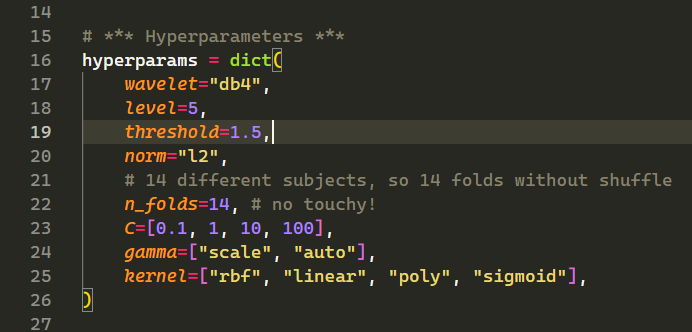 14
15 # *** Hyperparameters ***
16 hyperparams = dict(
17     wavelet="db4",
18     level=5,
19     threshold=1.5,
20     norm="l2",
21     # 14 different subjects, so 14 folds without shuffle
22     n_folds=14, # no touchy!
23     C=[0.1, 1, 10, 100],
24     gamma=["scale", "auto"],
25     kernel=["rbf", "linear", "poly", "sigmoid"],
26 )
27